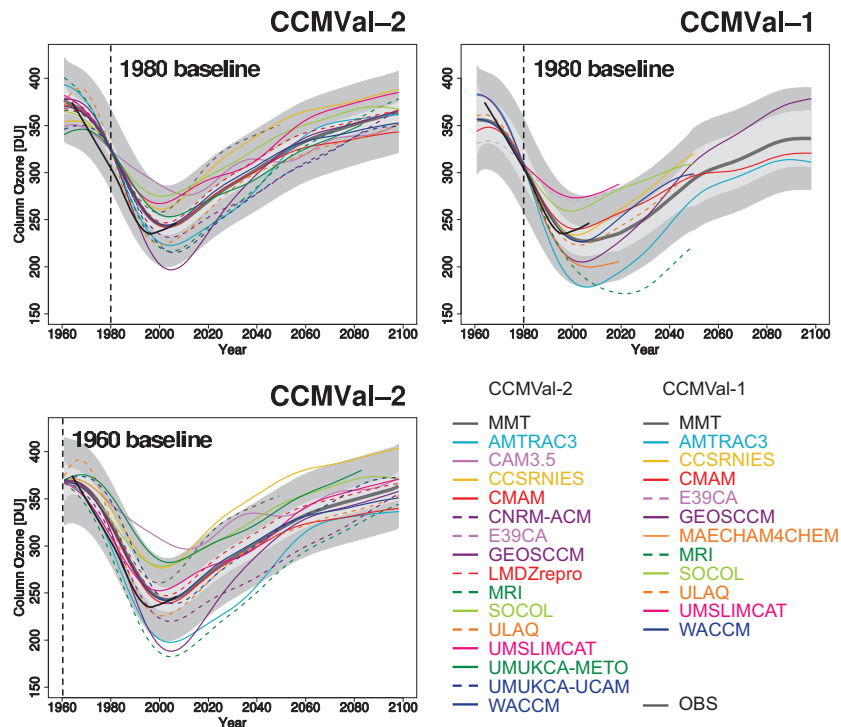 CCMVal–2
1980 baseline
Column Ozone [DU]
400
350
300
250
200
150
1960 1980 2000 2020 2040 2060 2080 2100
Year
CCMVal–1
1980 baseline
400
350
300
250
200
150
1960 1980 2000 2020 2040 2060 2080 2100
Year
CCMVal–2
1960 baseline
Column Ozone [DU]
400
350
300
250
200
150
1960 1980 2000 2020 2040 2060 2080 2100
Year
CCMVal-2
MMT
AMTRAC3
CAM3.5
CCSRNIES
CMAM
CNRM-ACM
E39CA
GEOSCCM
LMDZrepro
MRI
SOCOL
ULAQ
UMSLIMCAT
UMUKCA-METO
UMUKCA-UCAM
WACCM
CCMVal-1
MMT
AMTRAC3
CCSRNIES
CMAM
E39CA
GEOSCCM
MAECHAM4CHEM
MRI
SOCOL
ULAQ
UMSLIMCAT
WACCM
OBS